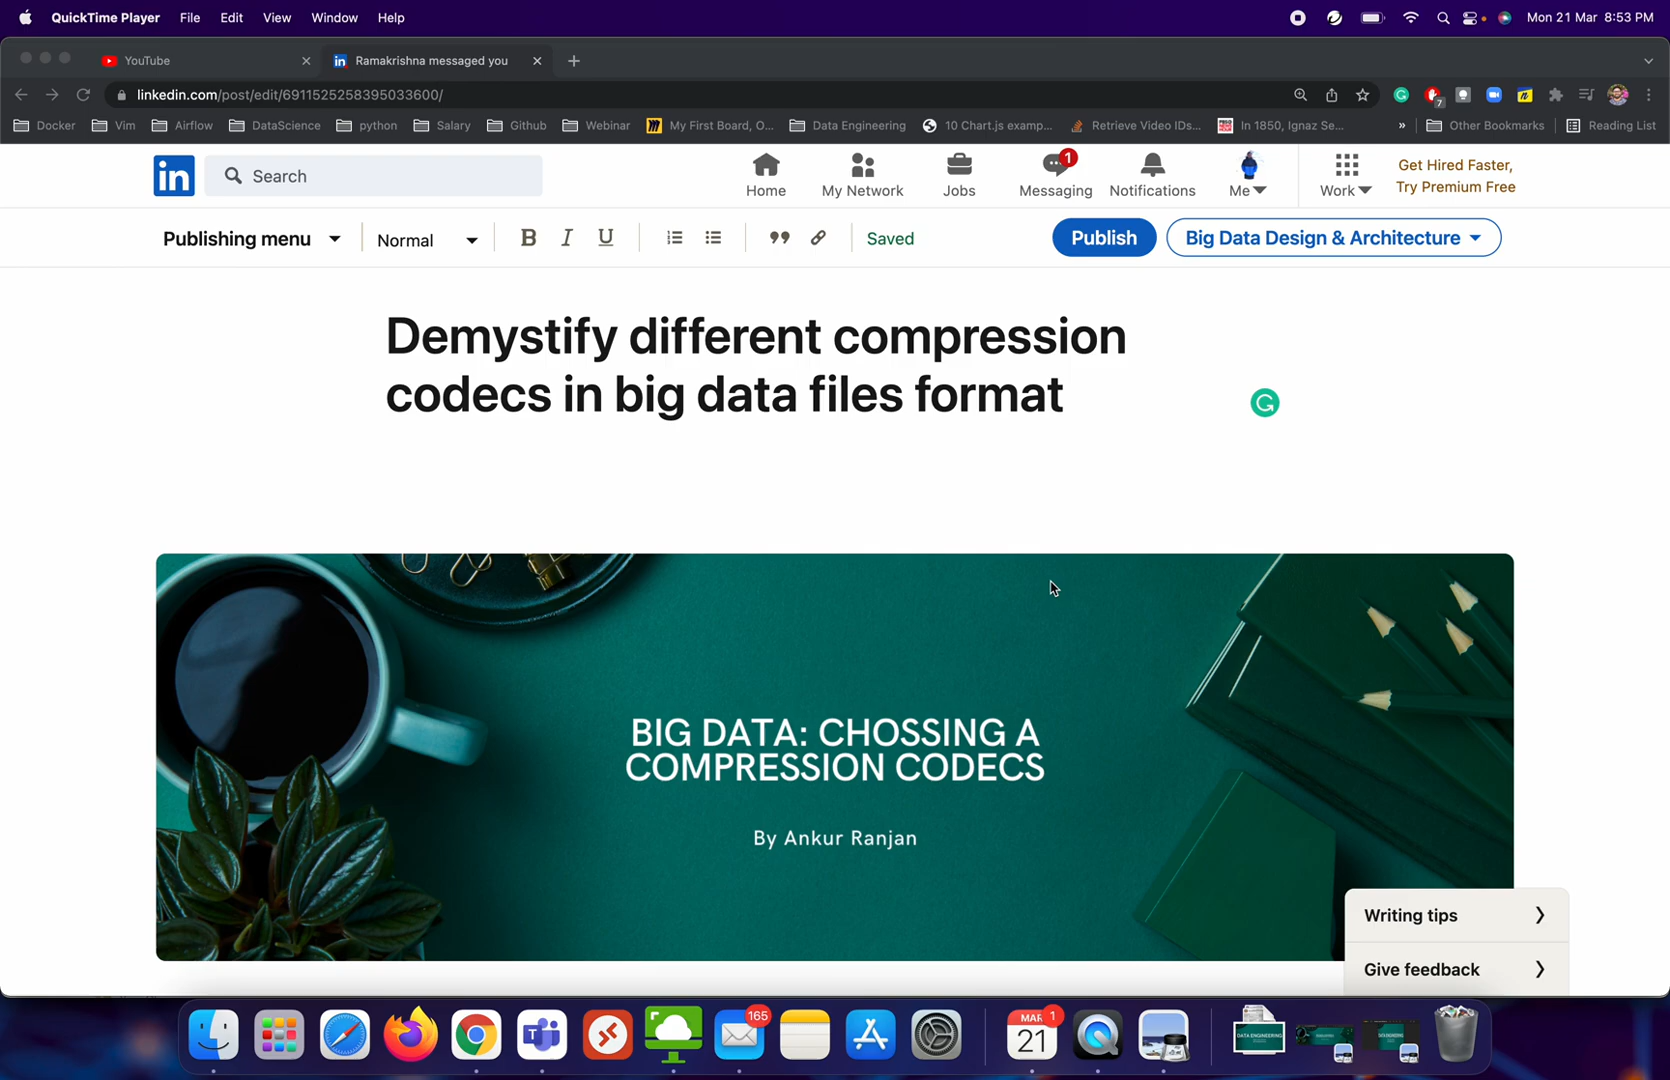 QuickTime Player File Edit View Window Help Mon 21 Mar 8:53 PM
YouTube Ramakrishna messaged you
linkedin.com/post/edit/6911525258395033600/ 7
Docker Vim Airflow DataScience python Salary Github Webinar My First Board, O... Data Engineering 10 Chart.js examp... Retrieve Video IDs... In 1850, Ignaz Se... » Other Bookmarks Reading List
in Search
Home My Network Jobs 1 Messaging Notifications Me Work
Get Hired Faster,
Try Premium Free
Publishing menu Normal B I U Saved Publish Big Data Design & Architecture
Demystify different compression
codecs in big data files format
BIG DATA: CHOSSING A
COMPRESSION CODECS
By Ankur Ranjan
Writing tips
Give feedback
165 MAR 1
21
DATA ENGINEERING